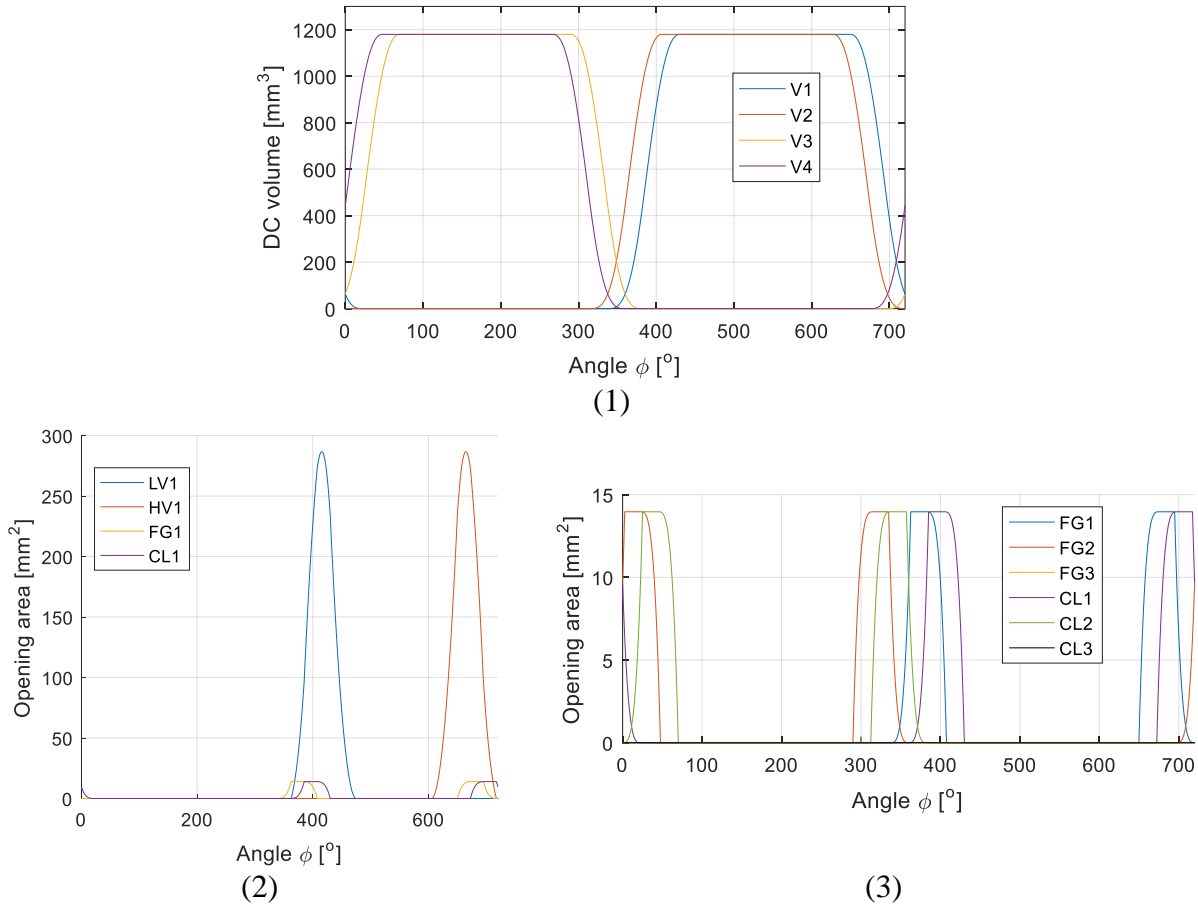 DC volume [mm³]
1200
1000
800
600
400
200
0
0 100 200 300 400 500 600 700
Angle ϕ [°]
V1
V2
V3
V4
(1)
Opening area [mm²]
300
250
200
150
100
50
0
0 200 400 600
Angle ϕ [°]
LV1
HV1
FG1
CL1
(2)
Opening area [mm²]
15
10
5
0
0 100 200 300 400 500 600 700
Angle ϕ [°]
FG1
FG2
FG3
CL1
CL2
CL3
(3)